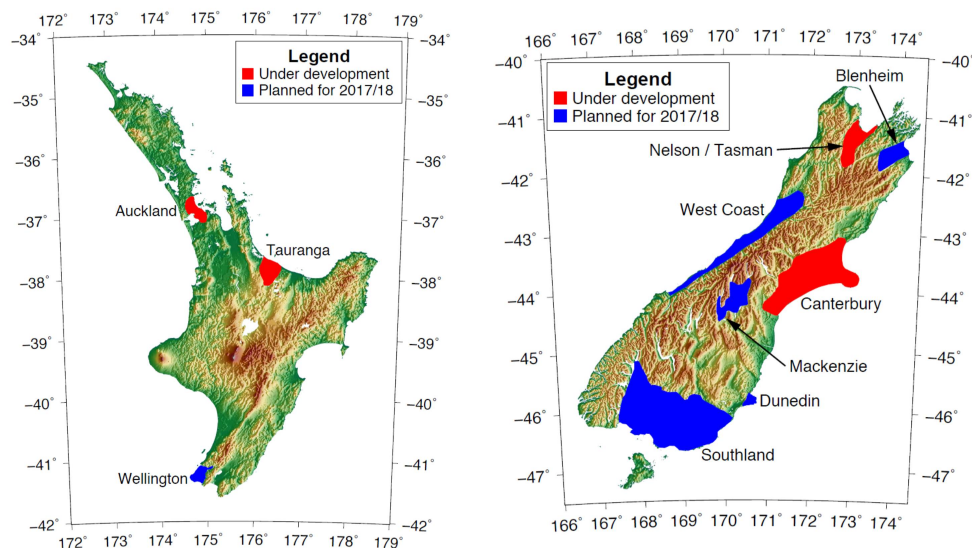 172˚ 173˚ 174˚ 175˚ 176˚ 177˚ 178˚ 179˚
−34˚
−35˚
−36˚
−37˚
−38˚
−39˚
−40˚
−41˚
−42˚
Legend
Under development
Planned for 2017/18
Auckland
Tauranga
Wellington
−34˚
−35˚
−36˚
−37˚
−38˚
−39˚
−40˚
−41˚
−42˚
172˚ 173˚ 174˚ 175˚ 176˚ 177˚ 178˚ 179˚
166˚ 167˚ 168˚ 169˚ 170˚ 171˚ 172˚ 173˚ 174˚
−40˚
−41˚
−42˚
−43˚
−44˚
−45˚
−46˚
−47˚
Legend
Under development
Planned for 2017/18
Blenheim
Nelson / Tasman
West Coast
Canterbury
Mackenzie
Dunedin
Southland
−40˚
−41˚
−42˚
−43˚
−44˚
−45˚
−46˚
−47˚
166˚ 167˚ 168˚ 169˚ 170˚ 171˚ 172˚ 173˚ 174˚